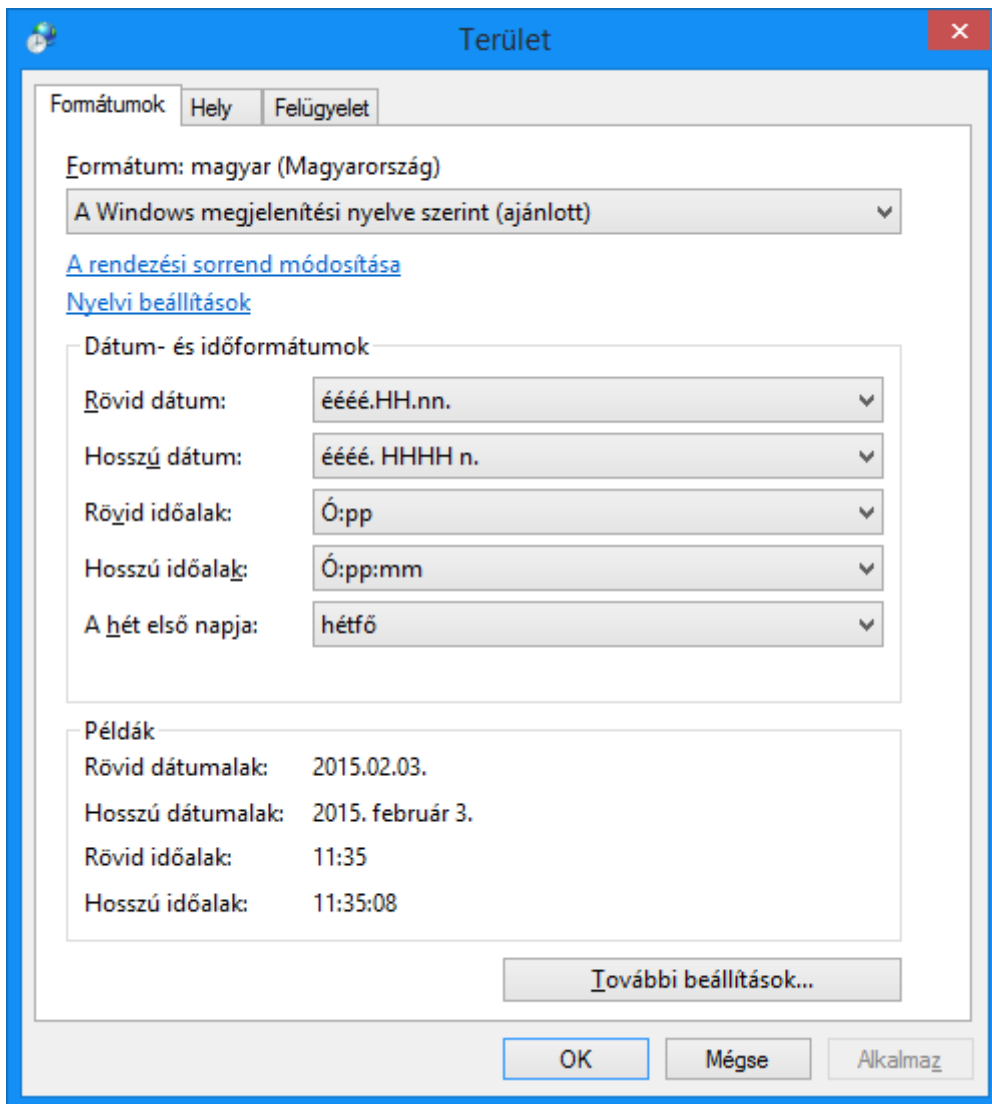 Terület
Formátumok Hely Felügyelet
Formátum: magyar (Magyarország)
A Windows megjelenítési nyelve szerint (ajánlott)
A rendezési sorrend módosítása
Nyelvi beállítások
Dátum- és időformátumok
Rövid dátum: éééé.HH.nn.
Hosszú dátum: éééé. HHHH n.
Rövid időalak: Ó:pp
Hosszú időalak: Ó:pp:mm
A hét első napja: hétfő
Példák
Rövid dátumalak: 2015.02.03.
Hosszú dátumalak: 2015. február 3.
Rövid időalak: 11:35
Hosszú időalak: 11:35:08
További beállítások...
OK Mégse Alkalmaz